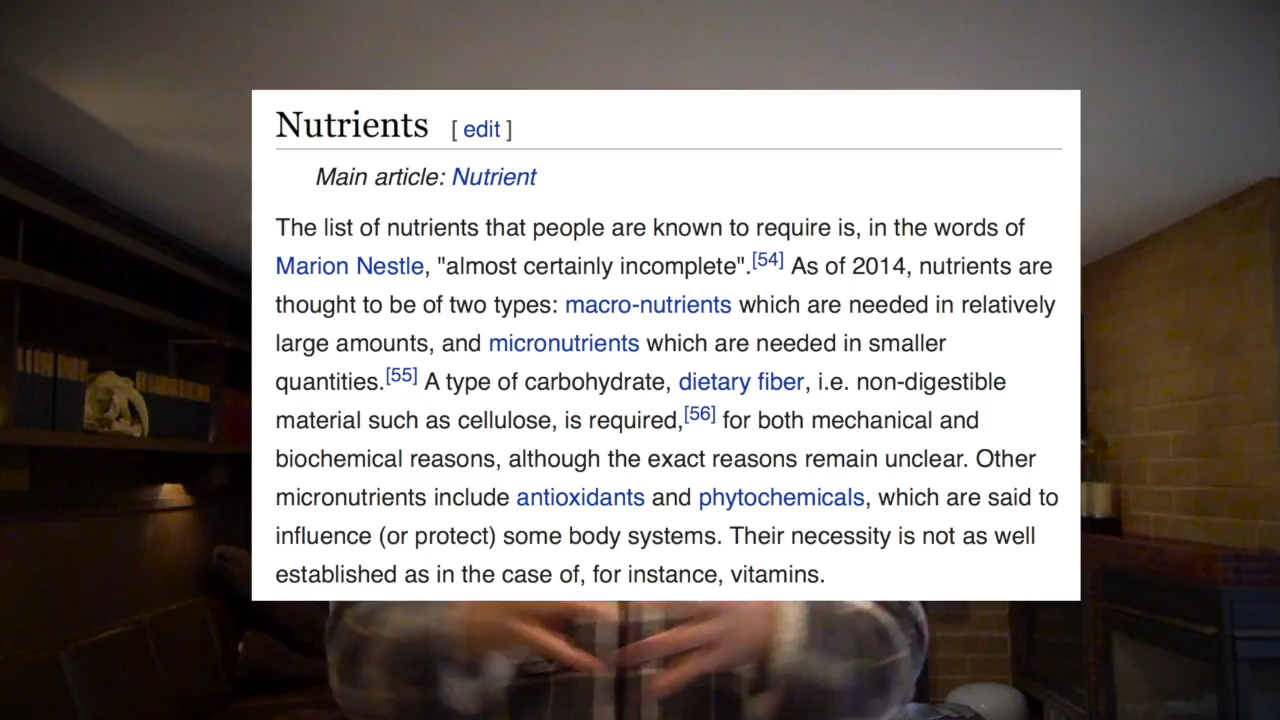 Nutrients [ edit ]
Main article: Nutrient
The list of nutrients that people are known to require is, in the words of
Marion Nestle, "almost certainly incomplete".[54] As of 2014, nutrients are
thought to be of two types: macro-nutrients which are needed in relatively
large amounts, and micronutrients which are needed in smaller
quantities.[55] A type of carbohydrate, dietary fiber, i.e. non-digestible
material such as cellulose, is required,[56] for both mechanical and
biochemical reasons, although the exact reasons remain unclear. Other
micronutrients include antioxidants and phytochemicals, which are said to
influence (or protect) some body systems. Their necessity is not as well
established as in the case of, for instance, vitamins.